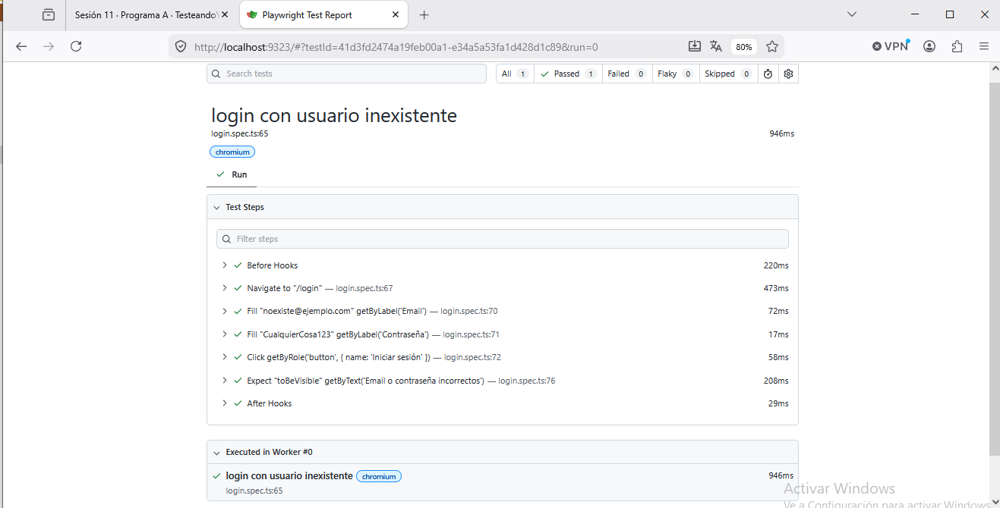 Sesión 11 · Programa A · Testeando
Playwright Test Report
http://localhost:9323/#?testId=41d3fd2474a19feb00a1-e34a5a53fa1d428d1c89&run=0
80%
VPN
Search tests
All 1
Passed 1
Failed 0
Flaky 0
Skipped 0
login con usuario inexistente
login.spec.ts:65
946ms
chromium
Run
Test Steps
Filter steps
Before Hooks
220ms
Navigate to "/login" — login.spec.ts:67
473ms
Fill "noexiste@ejemplo.com" getByLabel('Email') — login.spec.ts:70
72ms
Fill "CualquierCosa123" getByLabel('Contraseña') — login.spec.ts:71
17ms
Click getByRole('button', { name: 'Iniciar sesión' }) — login.spec.ts:72
58ms
Expect "toBeVisible" getByText('Email o contraseña incorrectos') — login.spec.ts:76
208ms
After Hooks
29ms
Executed in Worker #0
login con usuario inexistente chromium
946ms
login.spec.ts:65
Activar Windows
Ve a Configuración para activar Windows